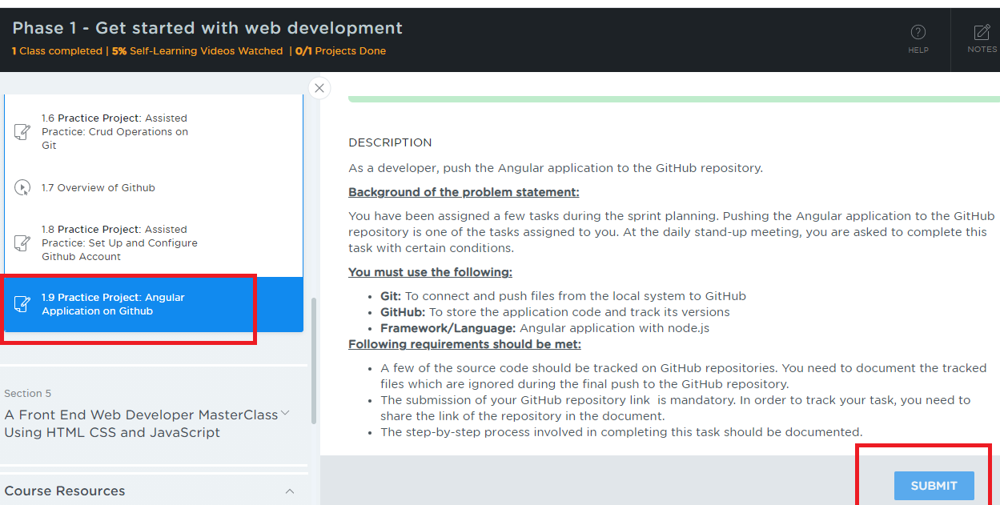 Phase 1 - Get started with web development
1 Class completed | 5% Self-Learning Videos Watched | 0/1 Projects Done
HELP
NOTES
1.6 Practice Project: Assisted
Practice: Crud Operations on
Git
1.7 Overview of Github
1.8 Practice Project: Assisted
Practice: Set Up and Configure
Github Account
1.9 Practice Project: Angular
Application on Github
Section 5
A Front End Web Developer MasterClass
Using HTML CSS and JavaScript
Course Resources
DESCRIPTION
As a developer, push the Angular application to the GitHub repository.
Background of the problem statement:
You have been assigned a few tasks during the sprint planning. Pushing the Angular application to the GitHub
repository is one of the tasks assigned to you. At the daily stand-up meeting, you are asked to complete this
task with certain conditions.
You must use the following:
• Git: To connect and push files from the local system to GitHub
• GitHub: To store the application code and track its versions
• Framework/Language: Angular application with node.js
Following requirements should be met:
• A few of the source code should be tracked on GitHub repositories. You need to document the tracked
files which are ignored during the final push to the GitHub repository.
• The submission of your GitHub repository link is mandatory. In order to track your task, you need to
share the link of the repository in the document.
• The step-by-step process involved in completing this task should be documented.
SUBMIT